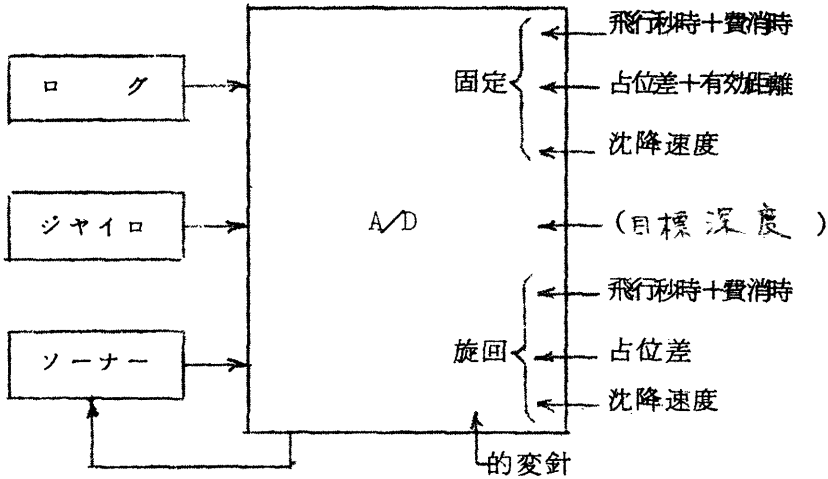 ログ
ジャイロ
ソーナー
A/D
固定
飛行秒時＋費消時
占位差＋有効距離
沈降速度
(目標深度)
旋回
飛行秒時＋費消時
占位差
沈降速度
的変針